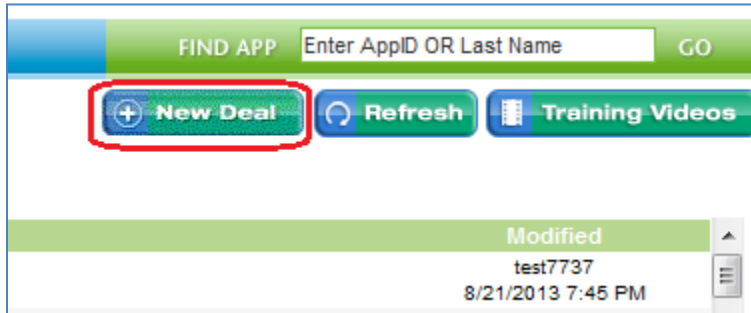 FIND APP Enter AppID OR Last Name GO
New Deal Refresh Training Videos
Modified
test7737
8/21/2013 7:45 PM